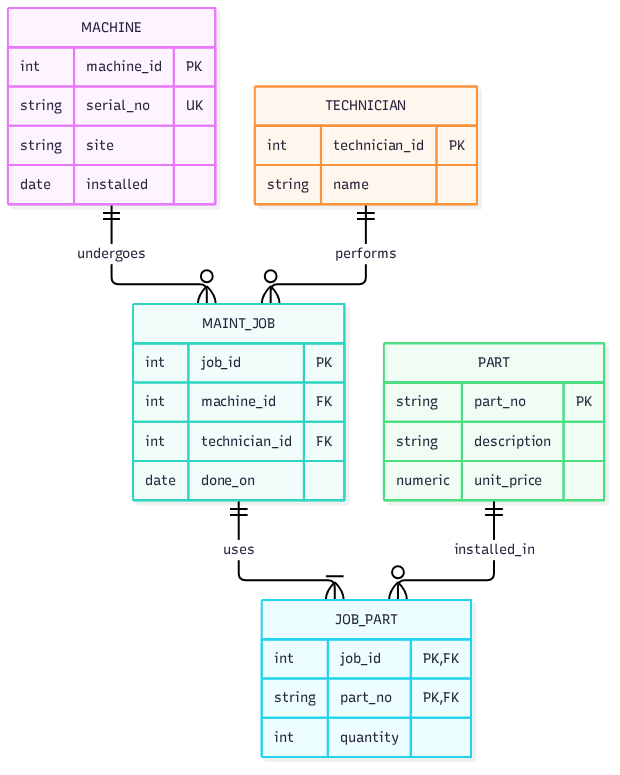 MACHINE
int machine_id PK
string serial_no UK
string site
date installed
TECHNICIAN
int technician_id PK
string name
undergoes
performs
MAINT_JOB
int job_id PK
int machine_id FK
int technician_id FK
date done_on
PART
string part_no PK
string description
numeric unit_price
uses
installed_in
JOB_PART
int job_id PK,FK
string part_no PK,FK
int quantity